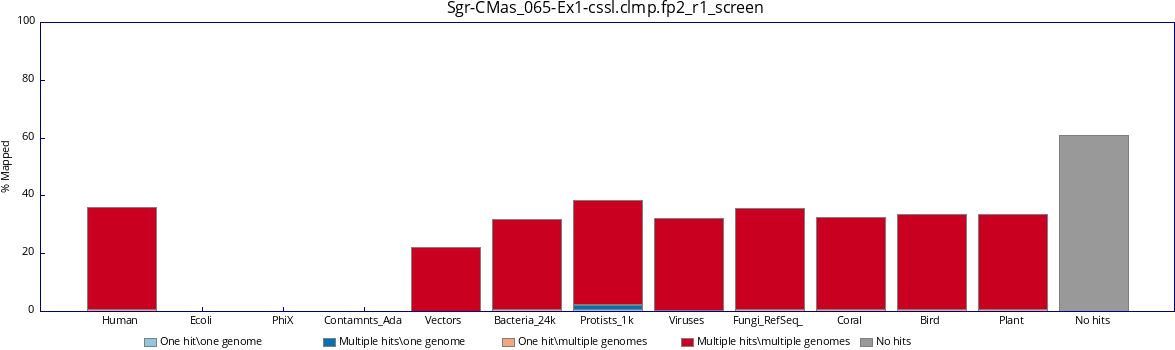 Sgr-CMas_065-Ex1-cssl.clmp.fp2_r1_screen
100
80
60
40
20
0
% Mapped
Human Ecoli PhiX Contamnts_Ada Vectors Bacteria_24k Protists_1k Viruses Fungi_RefSeq_ Coral Bird Plant No hits
One hit\one genome Multiple hits\one genome One hit\multiple genomes Multiple hits\multiple genomes No hits